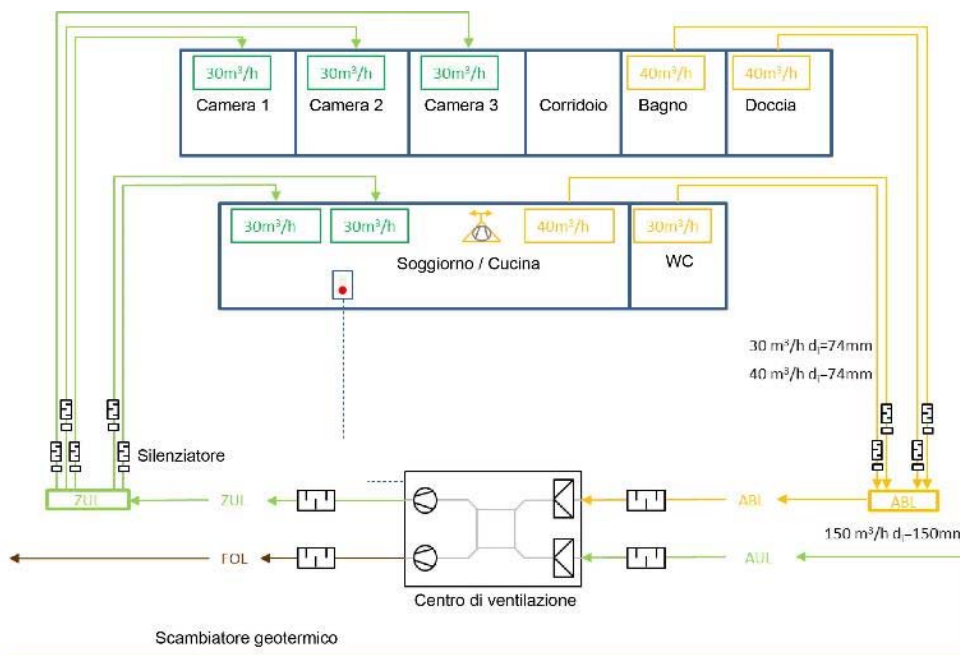 30m³/h
30m³/h
30m³/h
40m³/h
40m³/h
Camera 1
Camera 2
Camera 3
Corridoio
Bagno
Doccia
30m³/h
30m³/h
40m³/h
30m³/h
Soggiorno / Cucina
WC
30 m³/h dᵢ=74mm
40 m³/h dᵢ=74mm
Silenziatore
ZUL
ZUL
ABL
ABL
150 m³/h dᵢ=150mm
FOL
AUL
Centro di ventilazione
Scambiatore geotermico